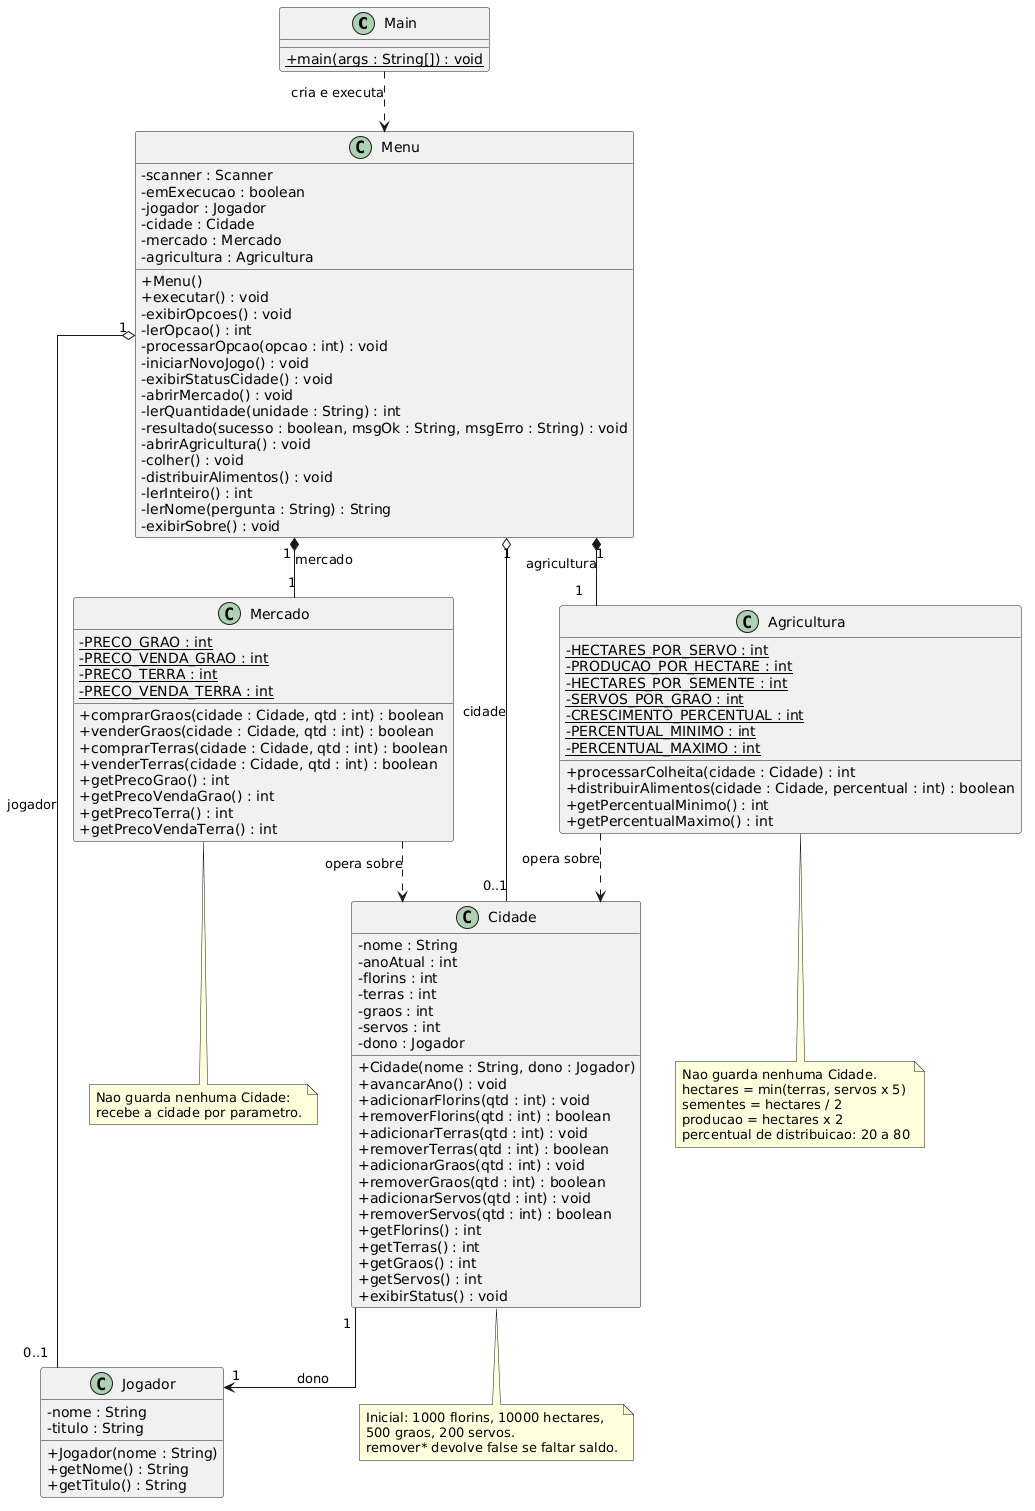 C Main
+main(args : String[]) : void
cria e executa
C Menu
-scanner : Scanner
-emExecucao : boolean
-jogador : Jogador
-cidade : Cidade
-mercado : Mercado
-agricultura : Agricultura
+Menu()
+executar() : void
-exibirOpcoes() : void
-lerOpcao() : int
-processarOpcao(opcao : int) : void
-iniciarNovoJogo() : void
-exibirStatusCidade() : void
-abrirMercado() : void
-lerQuantidade(unidade : String) : int
-resultado(sucesso : boolean, msgOk : String, msgErro : String) : void
-abrirAgricultura() : void
-colher() : void
-distribuirAlimentos() : void
-lerInteiro() : int
-lerNome(pergunta : String) : String
-exibirSobre() : void
1
1
mercado
1
1
1
agricultura
1
C Mercado
-PRECO_GRAO : int
-PRECO_VENDA_GRAO : int
-PRECO_TERRA : int
-PRECO_VENDA_TERRA : int
+comprarGraos(cidade : Cidade, qtd : int) : boolean
+venderGraos(cidade : Cidade, qtd : int) : boolean
+comprarTerras(cidade : Cidade, qtd : int) : boolean
+venderTerras(cidade : Cidade, qtd : int) : boolean
+getPrecoGrao() : int
+getPrecoVendaGrao() : int
+getPrecoTerra() : int
+getPrecoVendaTerra() : int
cidade
C Agricultura
-HECTARES_POR_SERVO : int
-PRODUCAO_POR_HECTARE : int
-HECTARES_POR_SEMENTE : int
-SERVOS_POR_GRAO : int
-CRESCIMENTO_PERCENTUAL : int
-PERCENTUAL_MINIMO : int
-PERCENTUAL_MAXIMO : int
+processarColheita(cidade : Cidade) : int
+distribuirAlimentos(cidade : Cidade, percentual : int) : boolean
+getPercentualMinimo() : int
+getPercentualMaximo() : int
jogador
opera sobre
0..1
opera sobre
C Cidade
-nome : String
-anoAtual : int
-florins : int
-terras : int
-graos : int
-servos : int
-dono : Jogador
+Cidade(nome : String, dono : Jogador)
+avancarAno() : void
+adicionarFlorins(qtd : int) : void
+removerFlorins(qtd : int) : boolean
+adicionarTerras(qtd : int) : void
+removerTerras(qtd : int) : boolean
+adicionarGraos(qtd : int) : void
+removerGraos(qtd : int) : boolean
+adicionarServos(qtd : int) : void
+removerServos(qtd : int) : boolean
+getFlorins() : int
+getTerras() : int
+getGraos() : int
+getServos() : int
+exibirStatus() : void
Nao guarda nenhuma Cidade:
recebe a cidade por parametro.
Nao guarda nenhuma Cidade.
hectares = min(terras, servos x 5)
sementes = hectares / 2
producao = hectares x 2
percentual de distribuicao: 20 a 80
1
0..1
1
dono
C Jogador
-nome : String
-titulo : String
+Jogador(nome : String)
+getNome() : String
+getTitulo() : String
Inicial: 1000 florins, 10000 hectares,
500 graos, 200 servos.
remover* devolve false se faltar saldo.